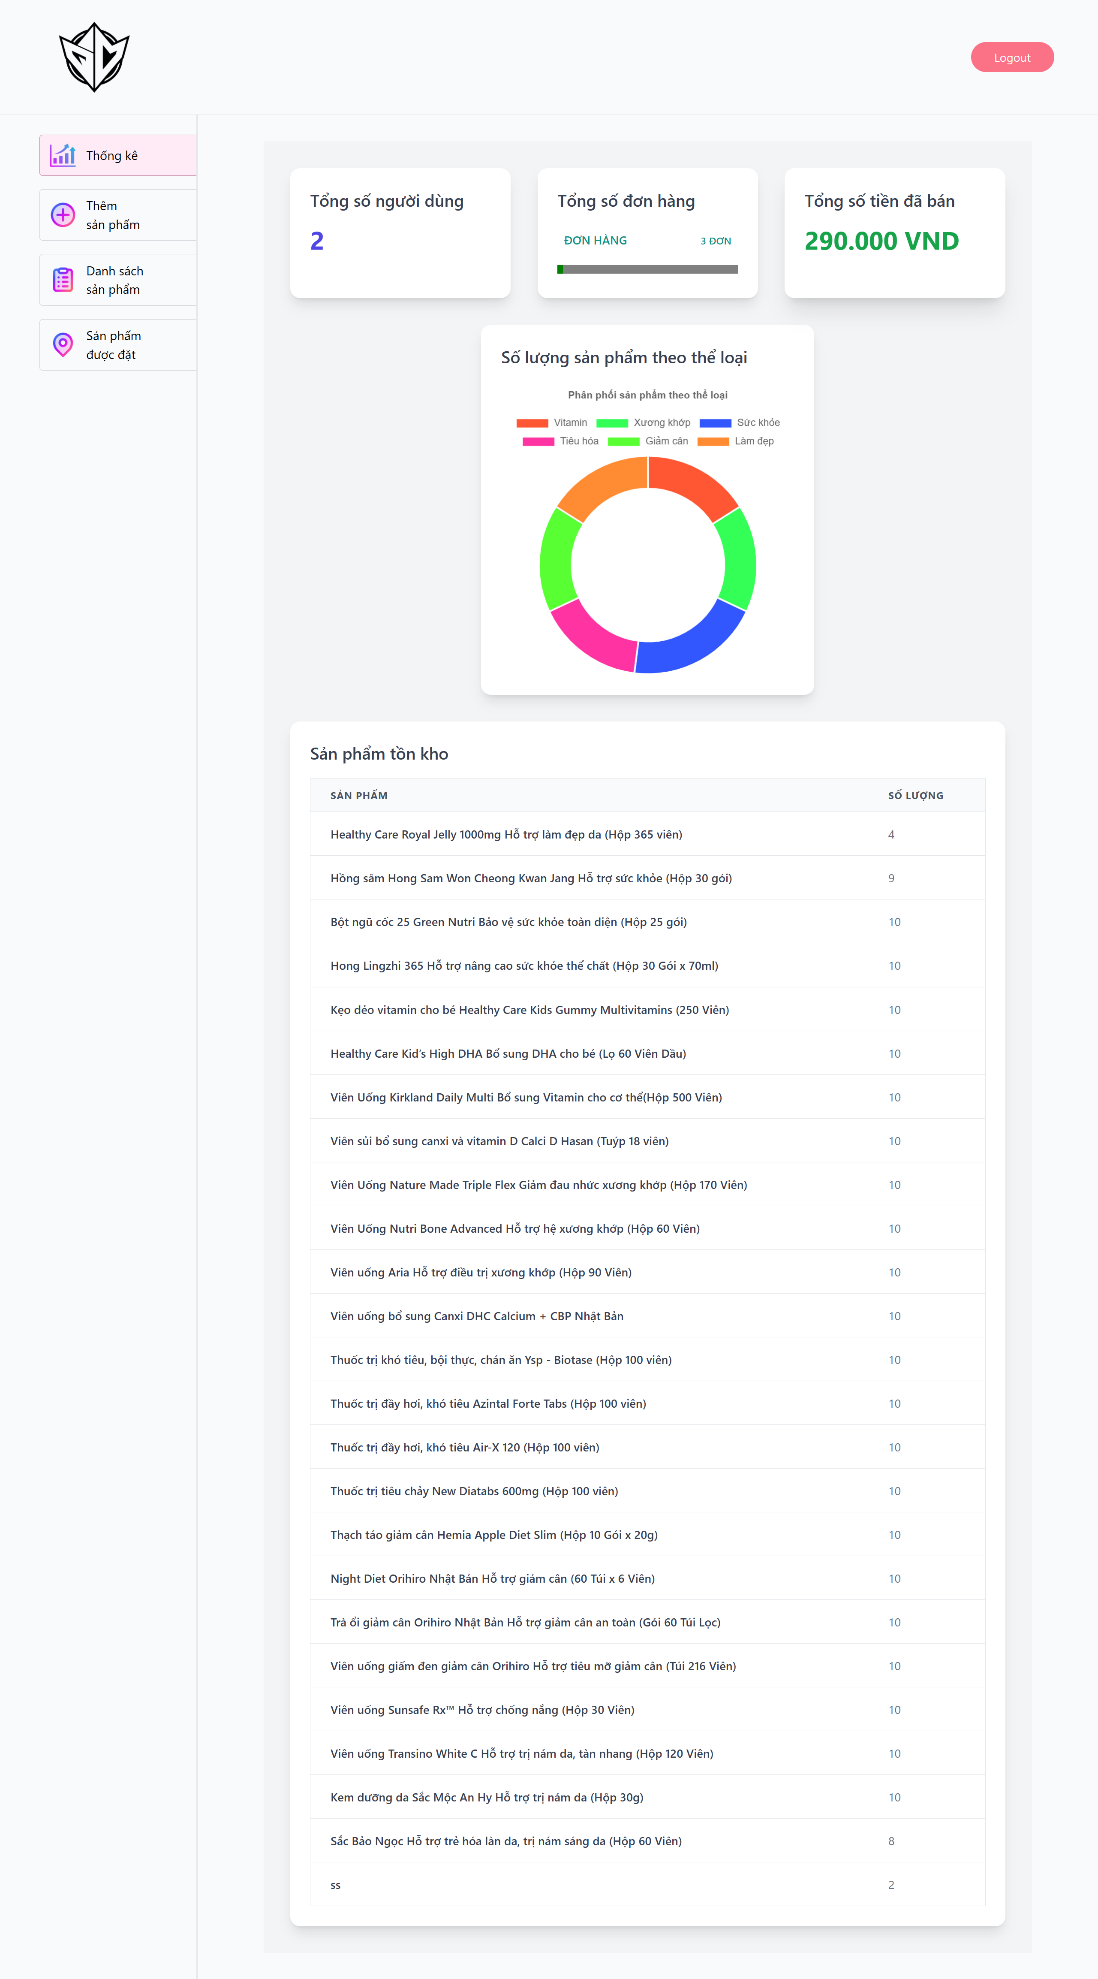 Logout
Thống kê
Thêm
sản phẩm
Danh sách
sản phẩm
Sản phẩm
được đặt
Tổng số người dùng
2
Tổng số đơn hàng
ĐƠN HÀNG 3 ĐƠN
Tổng số tiền đã bán
290.000 VND
Số lượng sản phẩm theo thể loại
Phân phối sản phẩm theo thể loại
Vitamin Xương khớp Sức khỏe
Tiêu hóa Giảm cân Làm đẹp
Sản phẩm tồn kho
SẢN PHẨM SỐ LƯỢNG
Healthy Care Royal Jelly 1000mg Hỗ trợ làm đẹp da (Hộp 365 viên) 4
Hồng sâm Hong Sam Won Cheong Kwan Jang Hỗ trợ sức khỏe (Hộp 30 gói) 9
Bột ngũ cốc 25 Green Nutri Bảo vệ sức khỏe toàn diện (Hộp 25 gói) 10
Hong Lingzhi 365 Hỗ trợ nâng cao sức khỏe thể chất (Hộp 30 Gói x 70ml) 10
Kẹo dẻo vitamin cho bé Healthy Care Kids Gummy Multivitamins (250 Viên) 10
Healthy Care Kid’s High DHA Bổ sung DHA cho bé (Lọ 60 Viên Dầu) 10
Viên Uống Kirkland Daily Multi Bổ sung Vitamin cho cơ thể(Hộp 500 Viên) 10
Viên sủi bổ sung canxi và vitamin D Calci D Hasan (Tuýp 18 viên) 10
Viên Uống Nature Made Triple Flex Giảm đau nhức xương khớp (Hộp 170 Viên) 10
Viên Uống Nutri Bone Advanced Hỗ trợ hệ xương khớp (Hộp 60 Viên) 10
Viên uống Aria Hỗ trợ điều trị xương khớp (Hộp 90 Viên) 10
Viên uống bổ sung Canxi DHC Calcium + CBP Nhật Bản 10
Thuốc trị khó tiêu, bội thực, chán ăn Ysp - Biotase (Hộp 100 viên) 10
Thuốc trị đầy hơi, khó tiêu Azintal Forte Tabs (Hộp 100 viên) 10
Thuốc trị đầy hơi, khó tiêu Air-X 120 (Hộp 100 viên) 10
Thuốc trị tiêu chảy New Diatabs 600mg (Hộp 100 viên) 10
Thạch táo giảm cân Hemia Apple Diet Slim (Hộp 10 Gói x 20g) 10
Night Diet Orihiro Nhật Bản Hỗ trợ giảm cân (60 Túi x 6 Viên) 10
Trà ổi giảm cân Orihiro Nhật Bản Hỗ trợ giảm cân an toàn (Gói 60 Túi Lọc) 10
Viên uống giấm đen giảm cân Orihiro Hỗ trợ tiêu mỡ giảm cân (Túi 216 Viên) 10
Viên uống Sunsafe Rx™ Hỗ trợ chống nắng (Hộp 30 Viên) 10
Viên uống Transino White C Hỗ trợ trị nám da, tàn nhang (Hộp 120 Viên) 10
Kem dưỡng da Sắc Mộc An Hy Hỗ trợ trị nám da (Hộp 30g) 10
Sắc Bảo Ngọc Hỗ trợ trẻ hóa làn da, trị nám sáng da (Hộp 60 Viên) 8
ss 2